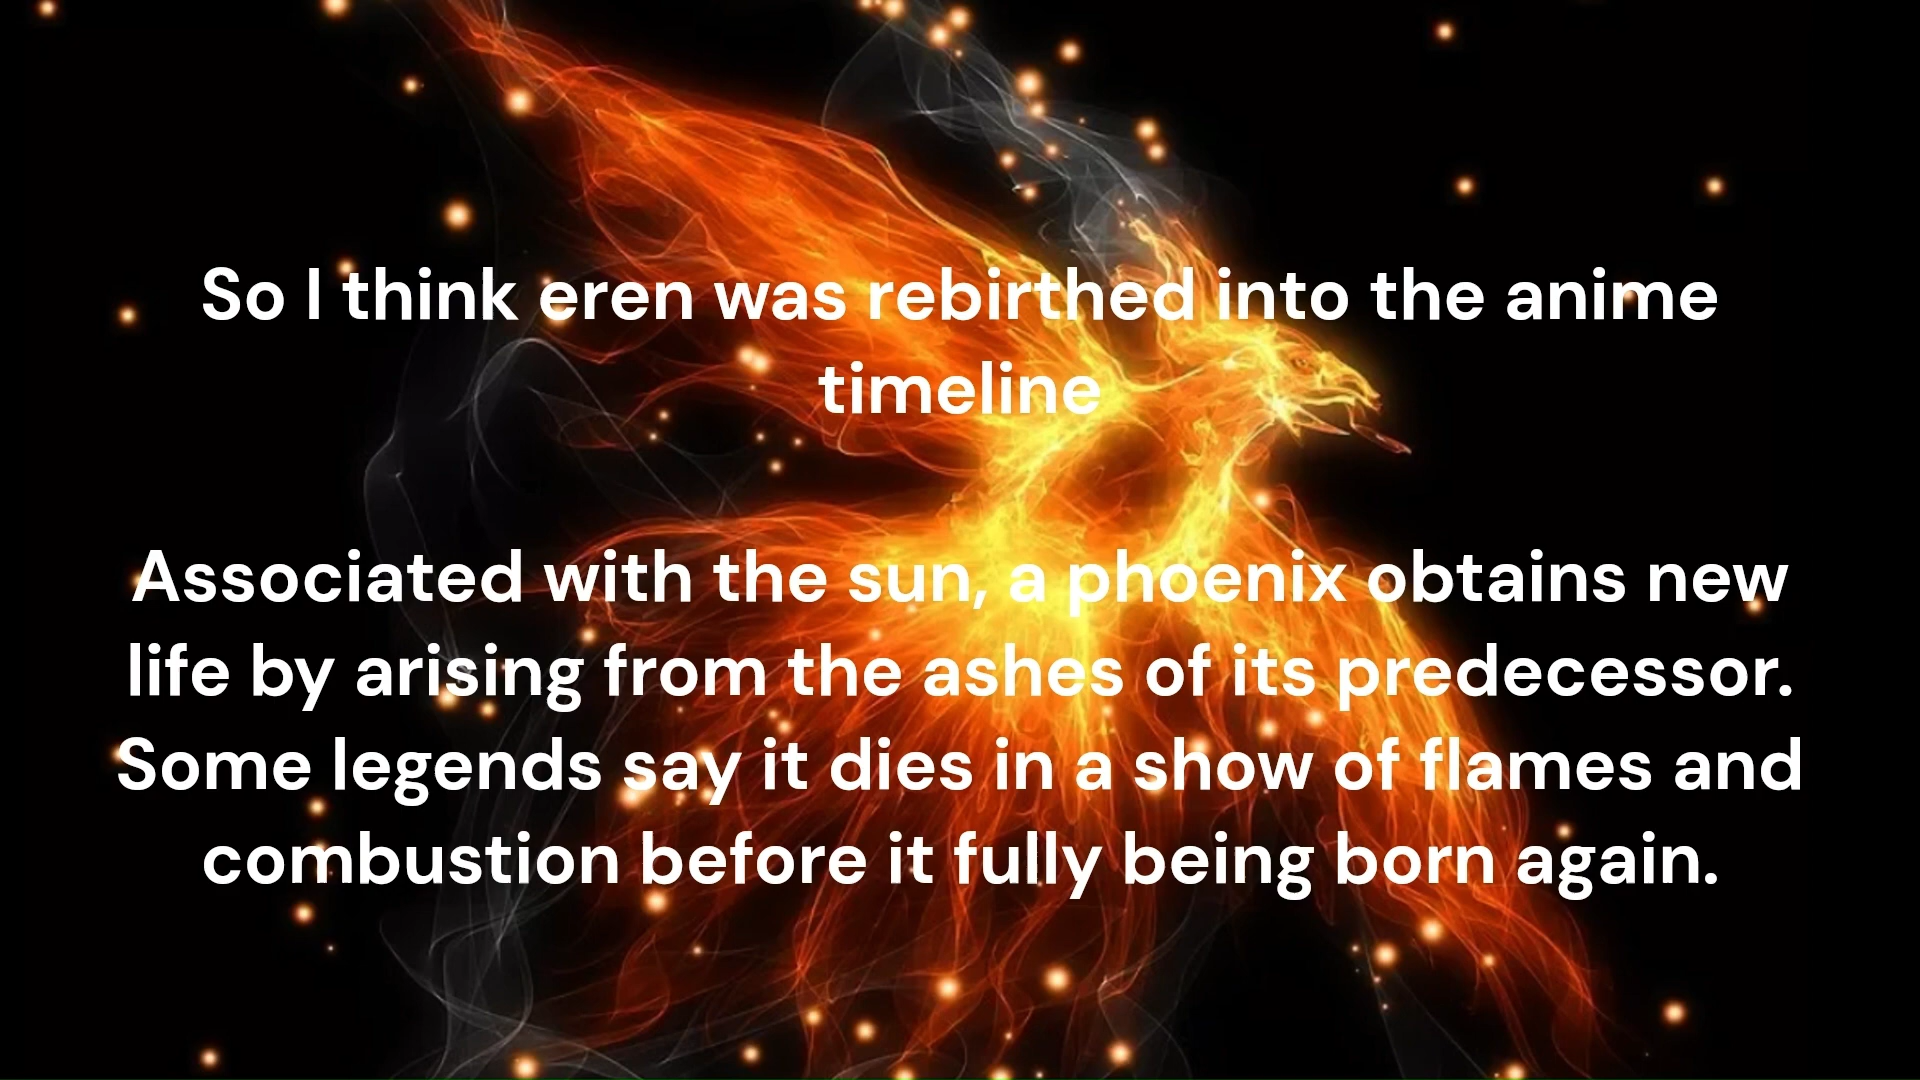 So I think eren was rebirthed into the anime
timeline
Associated with the sun, a phoenix obtains new
life by arising from the ashes of its predecessor.
Some legends say it dies in a show of flames and
combustion before it fully being born again.